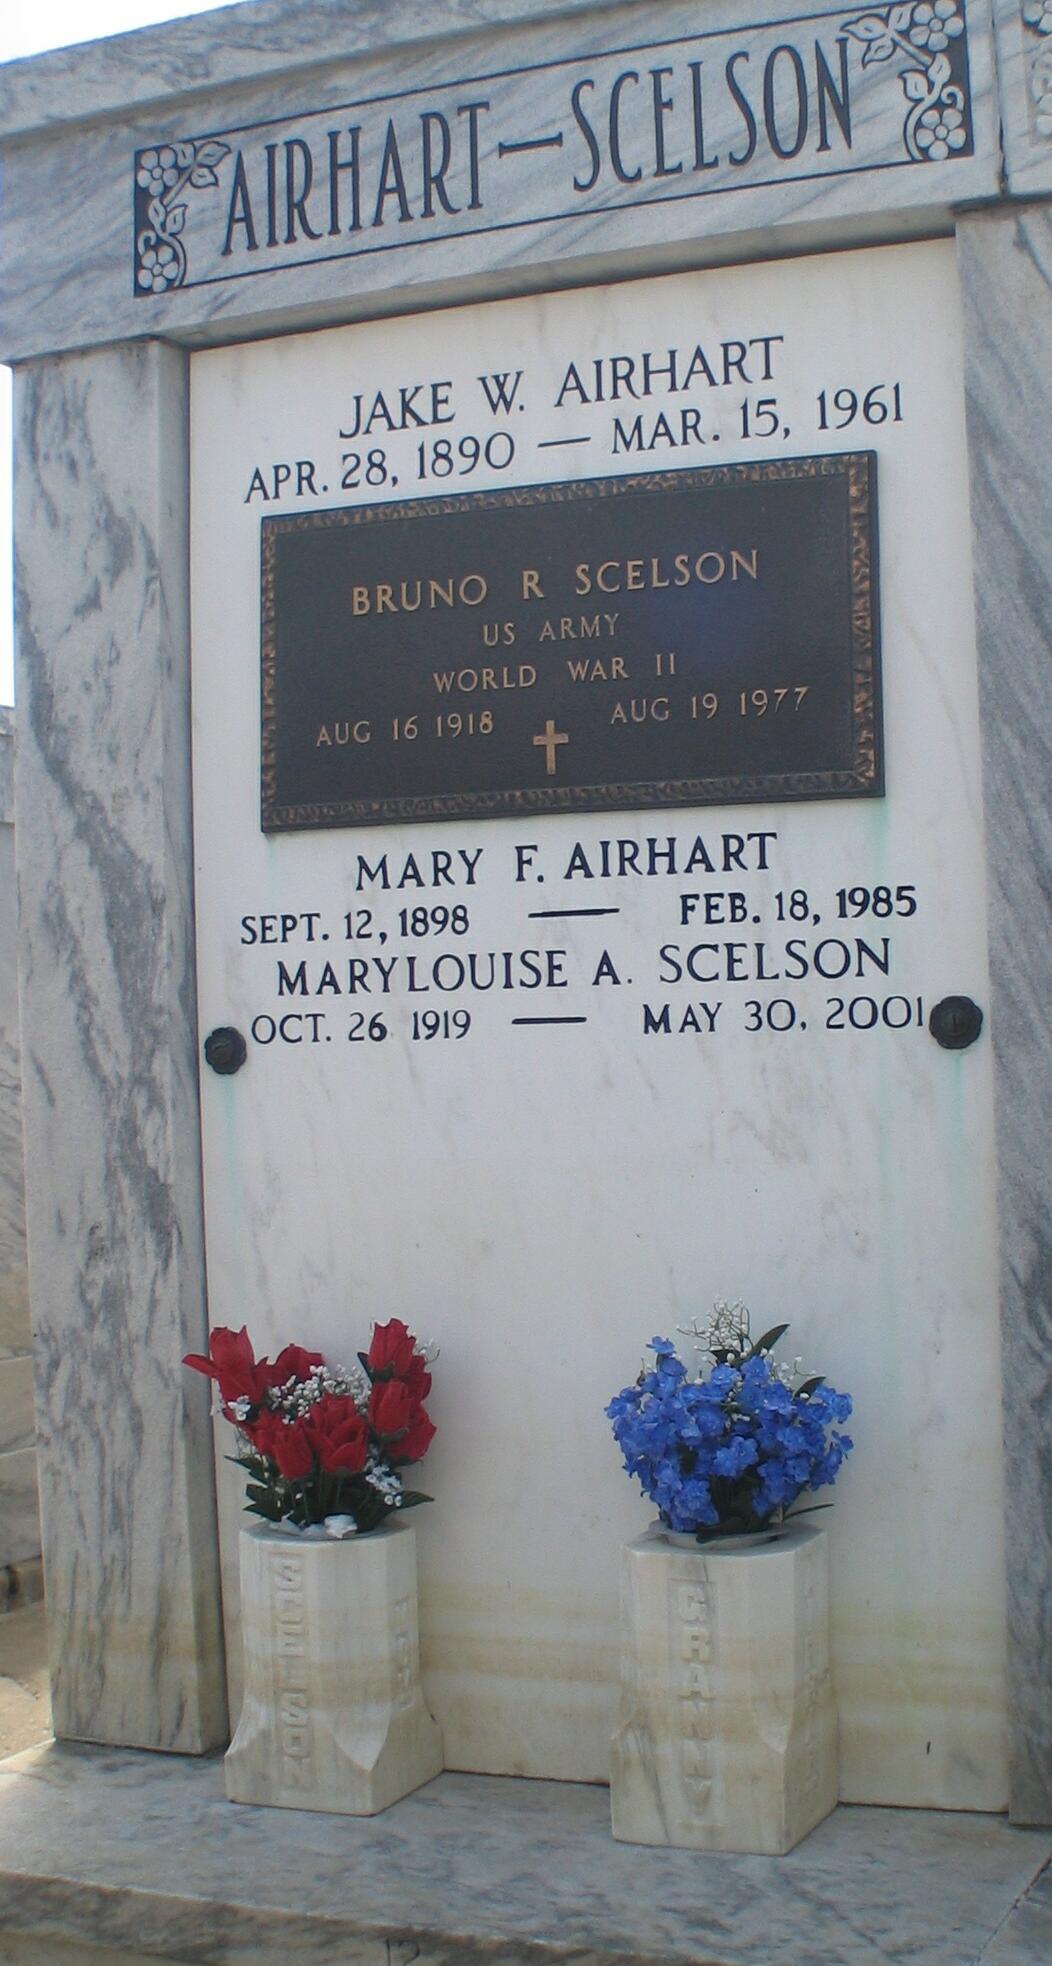 AIRHART—SCELSON
JAKE W. AIRHART
APR. 28, 1890 — MAR. 15, 1961
BRUNO R SCELSON
US ARMY
WORLD WAR II
AUG 16 1918 AUG 19 1977
MARY F. AIRHART
SEPT. 12, 1898 — FEB. 18, 1985
MARYLOUISE A. SCELSON
OCT. 26 1919 — MAY 30, 2001
SCELSON
GRANNY